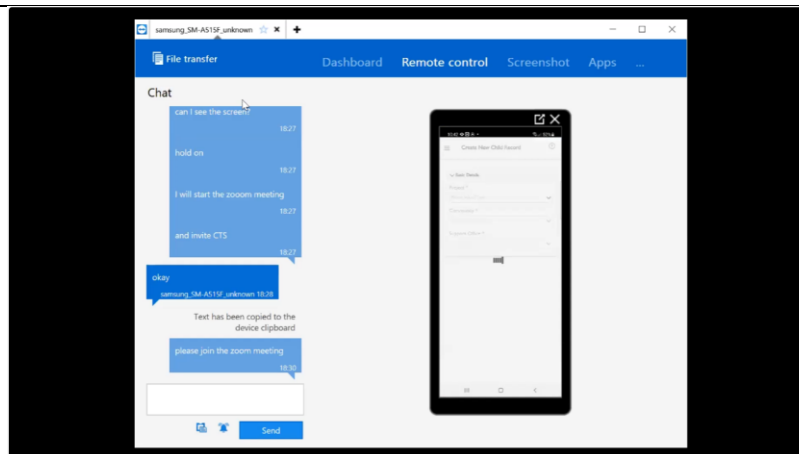 samsung_SM-A515F_unknown
File transfer
Dashboard Remote control Screenshot Apps ...
Chat
can I see the screen?
18:27
hold on
18:27
I will start the zooom meeting
18:27
and invite CTS
18:27
okay
samsung_SM-A515F_unknown 18:28
Text has been copied to the
device clipboard
please join the zoom meeting
18:30
Send
Create New Child Record